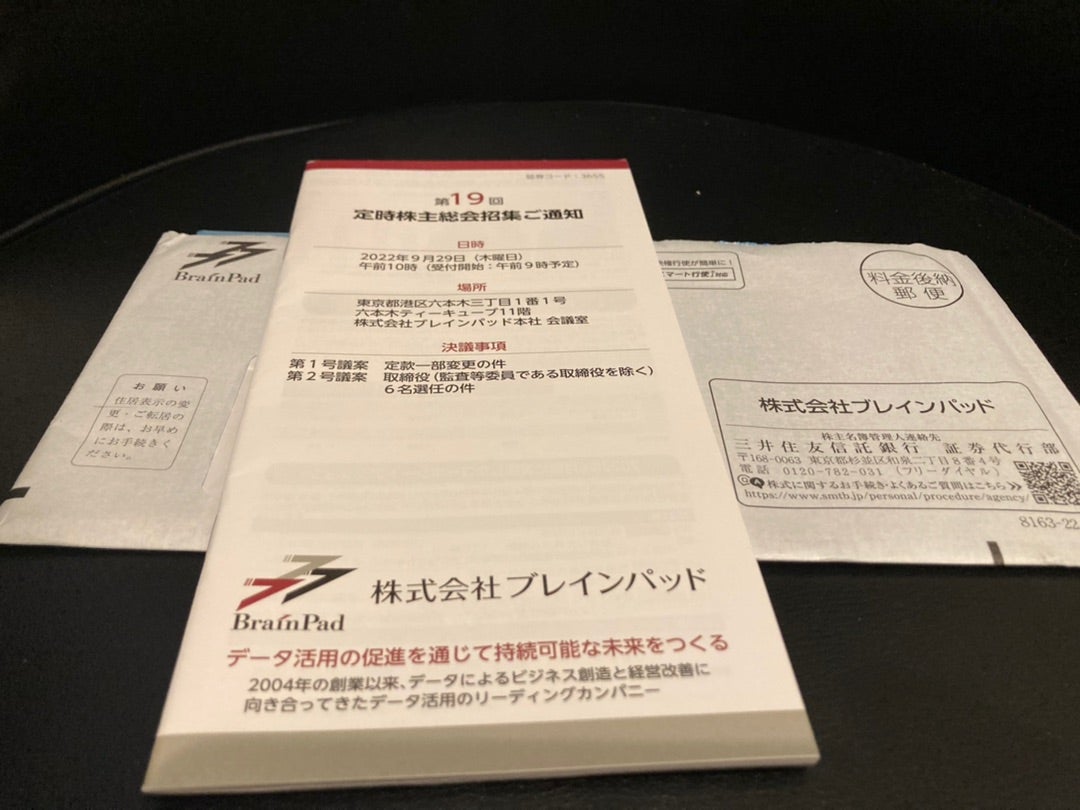 証券コード：3655
第19回
定時株主総会招集ご通知
日時
2022年9月29日（木曜日）
午前10時（受付開始：午前9時予定）
場所
東京都港区六本木三丁目1番1号
六本木ティーキューブ11階
株式会社ブレインパッド本社 会議室
決議事項
第1号議案　定款一部変更の件
第2号議案　取締役（監査等委員である取締役を除く）
6名選任の件
BrainPad
株式会社ブレインパッド
データ活用の促進を通じて持続可能な未来をつくる
2004年の創業以来、データによるビジネス創造と経営改善に
向き合ってきたデータ活用のリーディングカンパニー
BrainPad
お願い
住居表示の変
更・ご転居の
際は、お早め
にお手続きく
ださい。
権行使が簡単に！
スマート行使®対応
料金後納
郵便
株式会社ブレインパッド
株主名簿管理人連絡先
三井住友信託銀行　証券代行部
〒168-0063　東京都杉並区和泉二丁目8番4号
電話　0120-782-031　（フリーダイヤル）
QA株式に関するお手続き・よくあるご質問はこちら
https://www.smtb.jp/personal/procedure/agency/
8163-22